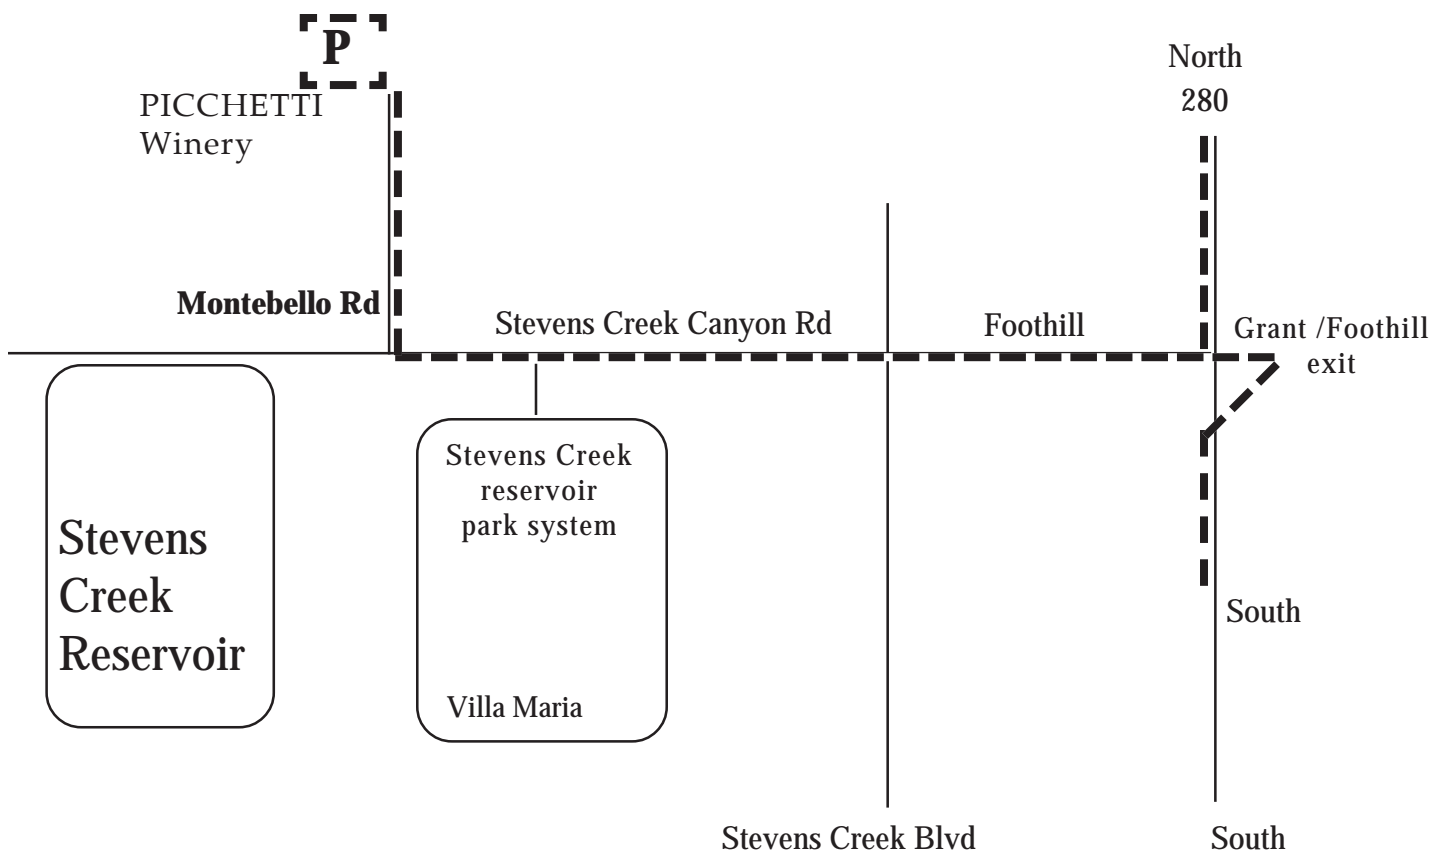 P
North
280
PICCHETTI
Winery
Montebello Rd
Stevens Creek Canyon Rd
Foothill
Grant /Foothill
exit
Stevens Creek
reservoir
park system
Stevens
Creek
Reservoir
South
Villa Maria
Stevens Creek Blvd
South